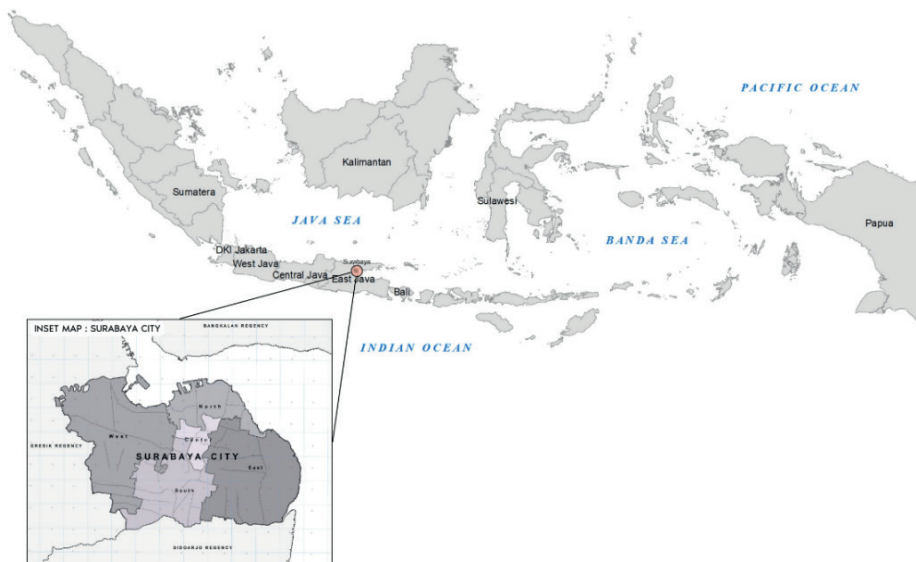 PACIFIC OCEAN
Kalimantan
Sumatera
Sulawesi
JAVA SEA
Papua
BANDA SEA
DKI Jakarta
West Java
Surabaya
Central Java
East Java
Bali
INDIAN OCEAN
INSET MAP : SURABAYA CITY
BANGKALAN REGENCY
North
West
Center
GRESIK REGENCY
SURABAYA CITY
East
South
SIDOARJO REGENCY